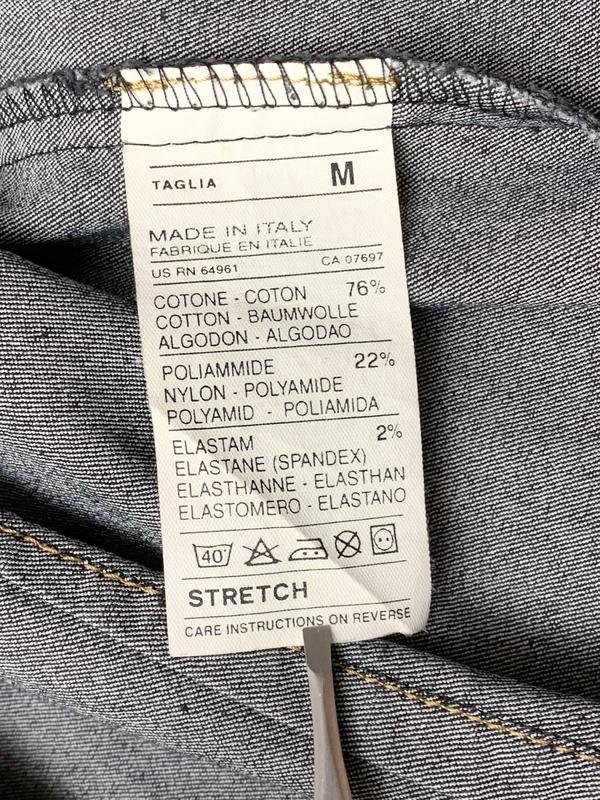 TAGLIA M
MADE IN ITALY
FABRIQUE EN ITALIE
US RN 64961 CA 07697
COTONE - COTON 76%
COTTON - BAUMWOLLE
ALGODON - ALGODAO
POLIAMMIDE 22%
NYLON - POLYAMIDE
POLYAMID - POLIAMIDA
ELASTAM 2%
ELASTANE (SPANDEX)
ELASTHANNE - ELASTHAN
ELASTOMERO - ELASTANO
40°
STRETCH
CARE INSTRUCTIONS ON REVERSE